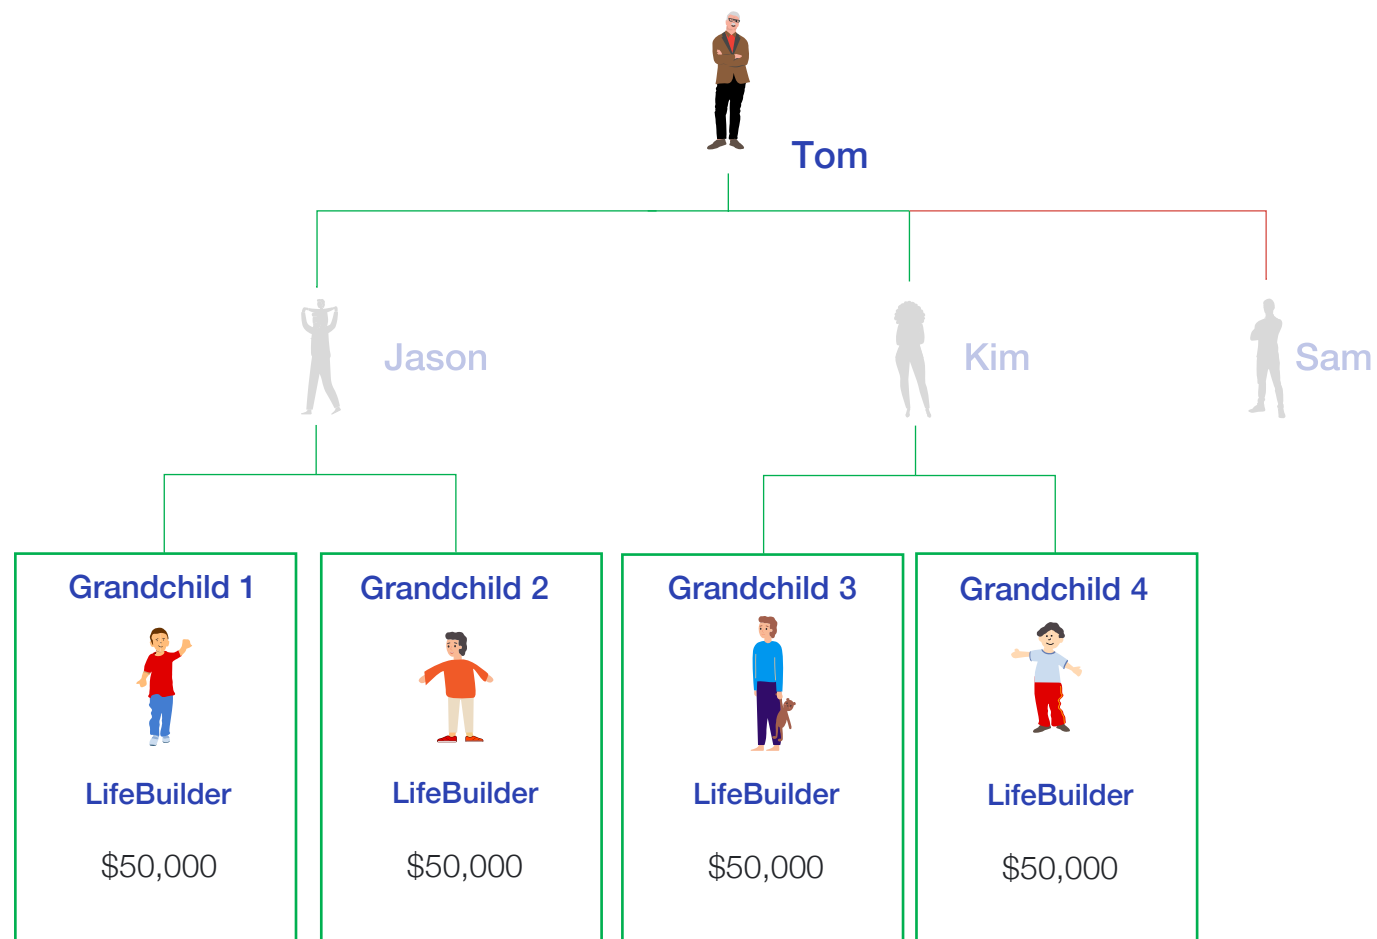 Tom
Jason
Kim
Sam
Grandchild 1
Grandchild 2
Grandchild 3
Grandchild 4
LifeBuilder
LifeBuilder
LifeBuilder
LifeBuilder
$50,000
$50,000
$50,000
$50,000